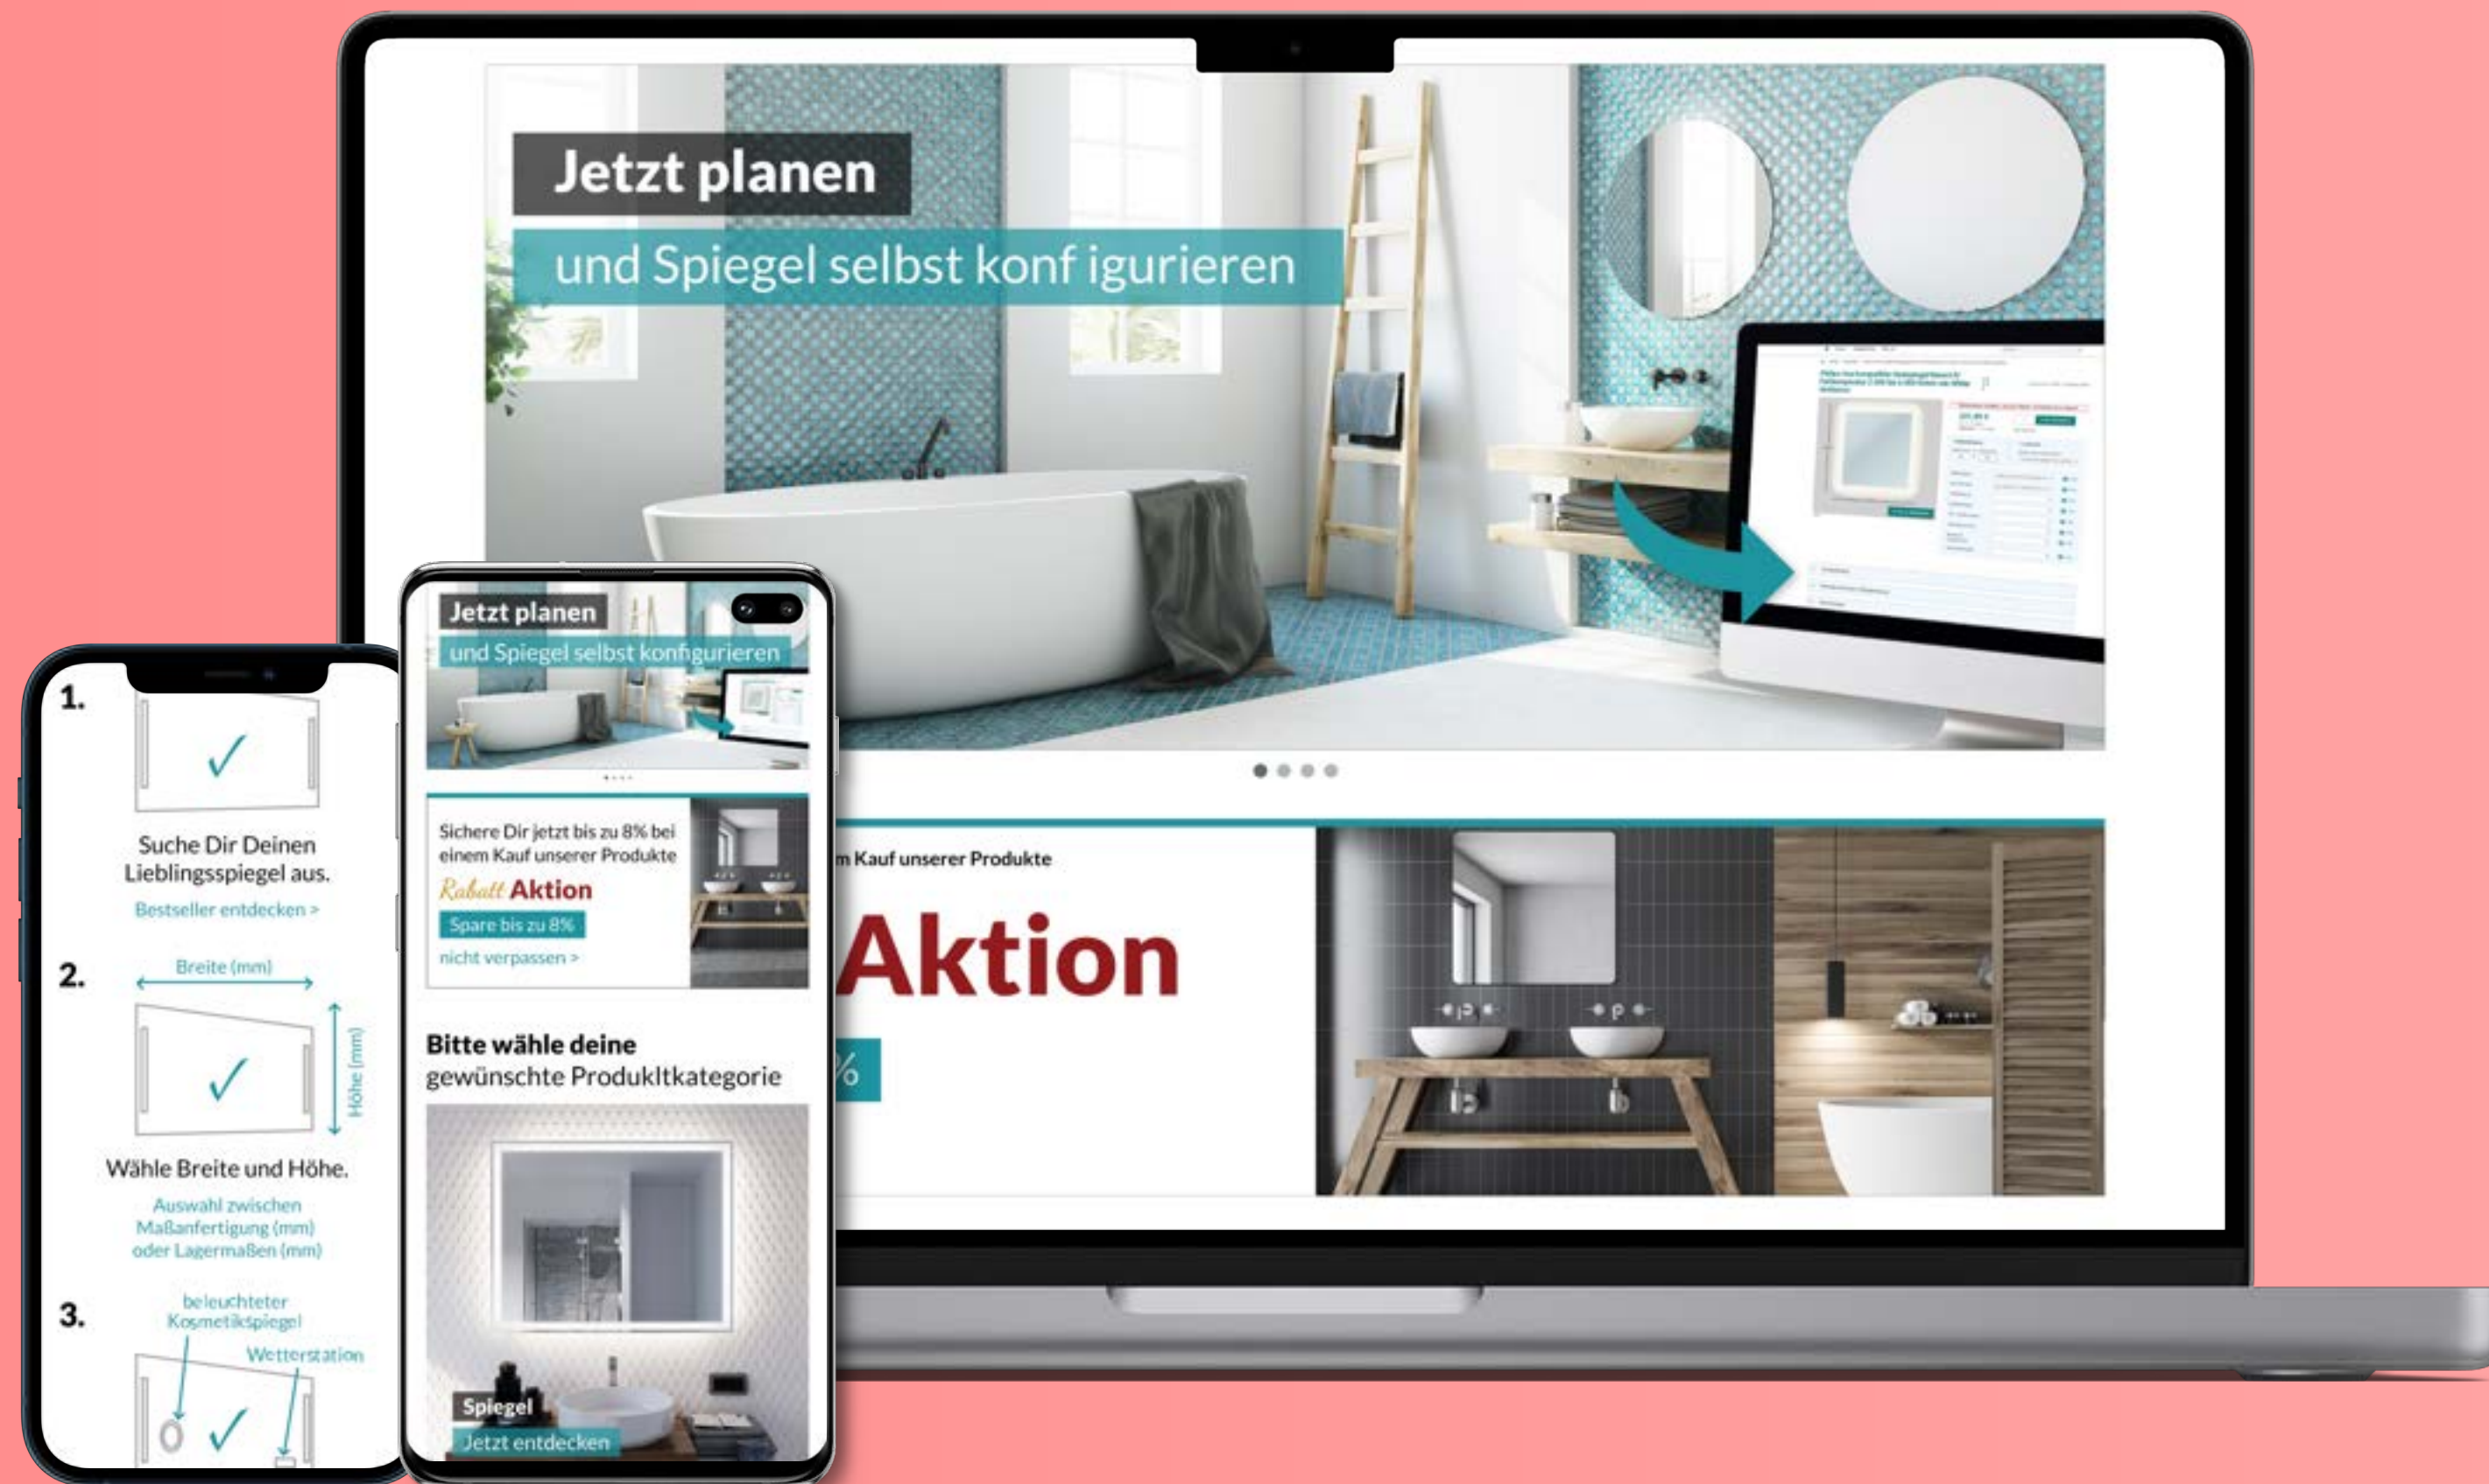 Jetzt planen
und Spiegel selbst konf igurieren
m Kauf unserer Produkte
Aktion
%
Jetzt planen
und Spiegel selbst konfigurieren
Sichere Dir jetzt bis zu 8% bei
einem Kauf unserer Produkte
Rabatt Aktion
Spare bis zu 8%
nicht verpassen >
Bitte wähle deine
gewünschte Produkltkategorie
Spiegel
Jetzt entdecken
1.
Suche Dir Deinen
Lieblingsspiegel aus.
Bestseller entdecken >
2.
Breite (mm)
Höhe (mm)
Wähle Breite und Höhe.
Auswahl zwischen
Maßanfertigung (mm)
oder Lagermaßen (mm)
3.
beleuchteter
Kosmetikspiegel
Wetterstation